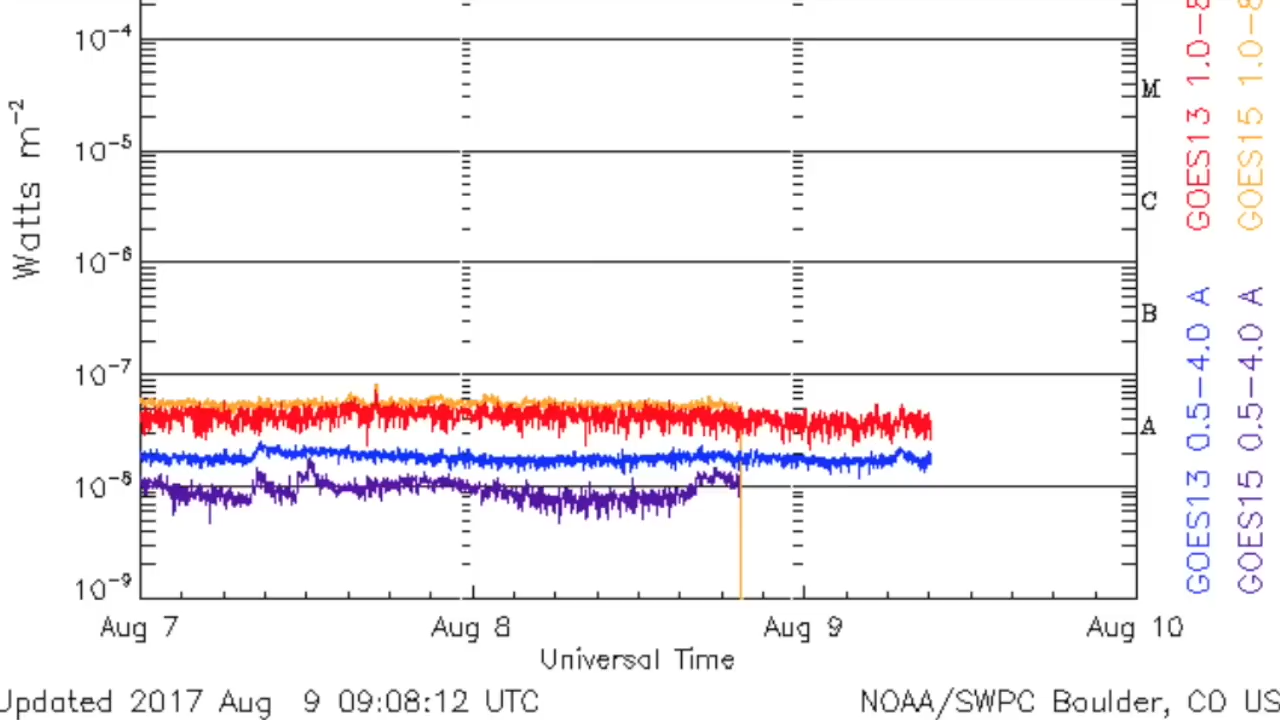 10⁻⁴
10⁻⁵
10⁻⁶
10⁻⁷
10⁻⁸
10⁻⁹
Watts m⁻²
M
C
B
A
GOES13 1.0-8
GOES15 1.0-8
GOES13 0.5-4.0 A
GOES15 0.5-4.0 A
Aug 7 Aug 8 Aug 9 Aug 10
Universal Time
Updated 2017 Aug 9 09:08:12 UTC NOAA/SWPC Boulder, CO US